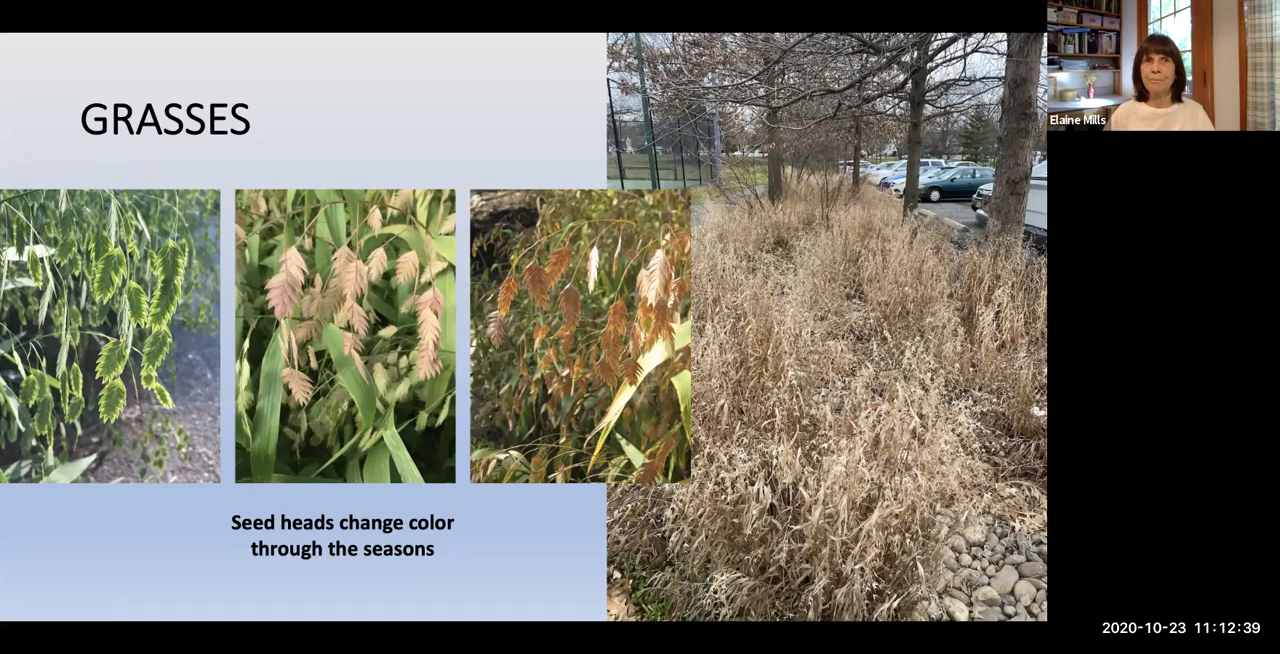 GRASSES
Seed heads change color
through the seasons
Elaine Mills
2020-10-23 11:12:39